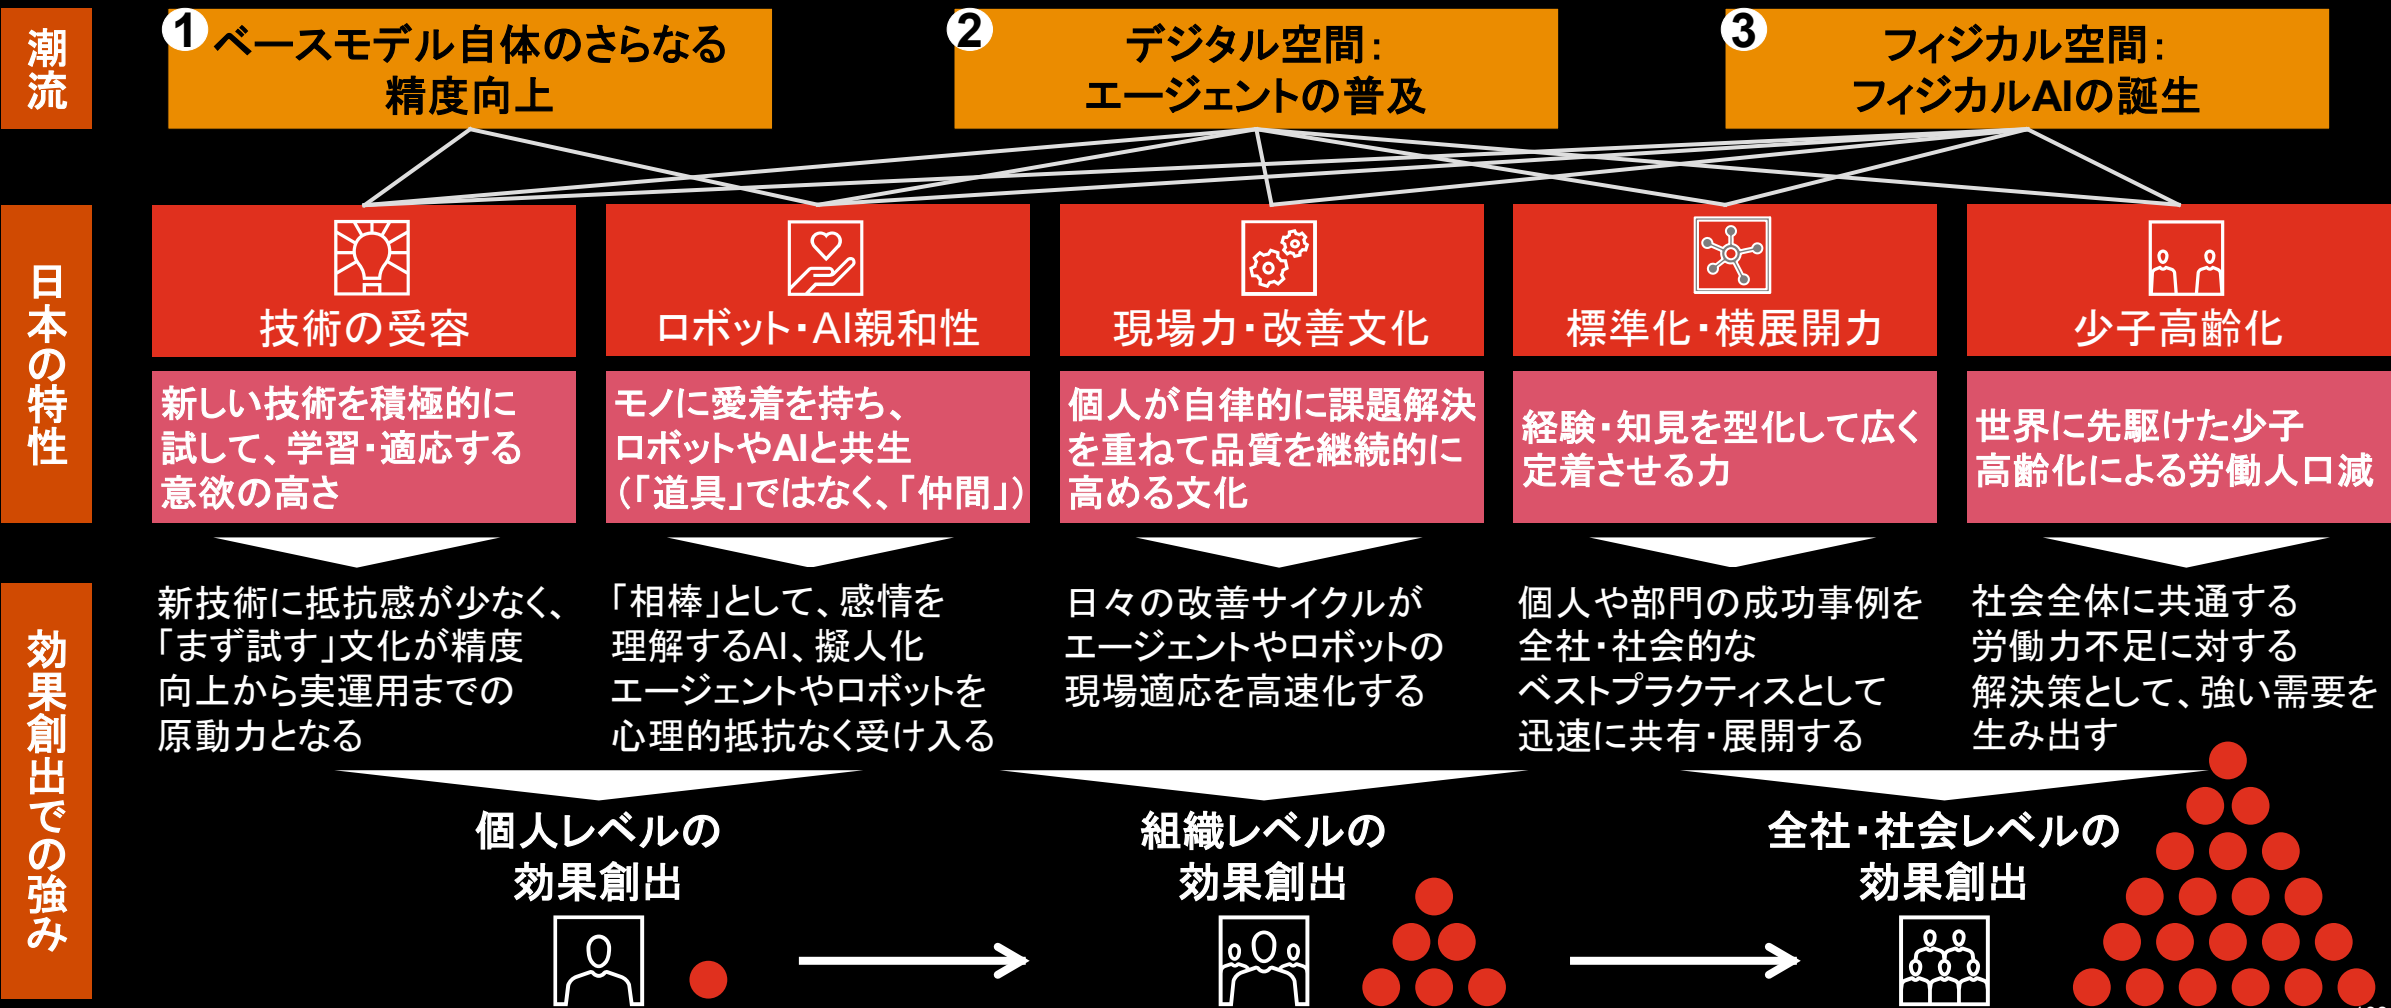 潮流
1
ベースモデル自体のさらなる
精度向上
2
デジタル空間：
エージェントの普及
3
フィジカル空間：
フィジカルAIの誕生
日本の特性
技術の受容
ロボット・AI親和性
現場力・改善文化
標準化・横展開力
少子高齢化
新しい技術を積極的に
試して、学習・適応する
意欲の高さ
モノに愛着を持ち、
ロボットやAIと共生
（「道具」ではなく、「仲間」）
個人が自律的に課題解決
を重ねて品質を継続的に
高める文化
経験・知見を型化して広く
定着させる力
世界に先駆けた少子
高齢化による労働人口減
効果創出での強み
新技術に抵抗感が少なく、
「まず試す」文化が精度
向上から実運用までの
原動力となる
「相棒」として、感情を
理解するAI、擬人化
エージェントやロボットを
心理的抵抗なく受け入る
日々の改善サイクルが
エージェントやロボットの
現場適応を高速化する
個人や部門の成功事例を
全社・社会的な
ベストプラクティスとして
迅速に共有・展開する
社会全体に共通する
労働力不足に対する
解決策として、強い需要を
生み出す
個人レベルの
効果創出
組織レベルの
効果創出
全社・社会レベルの
効果創出